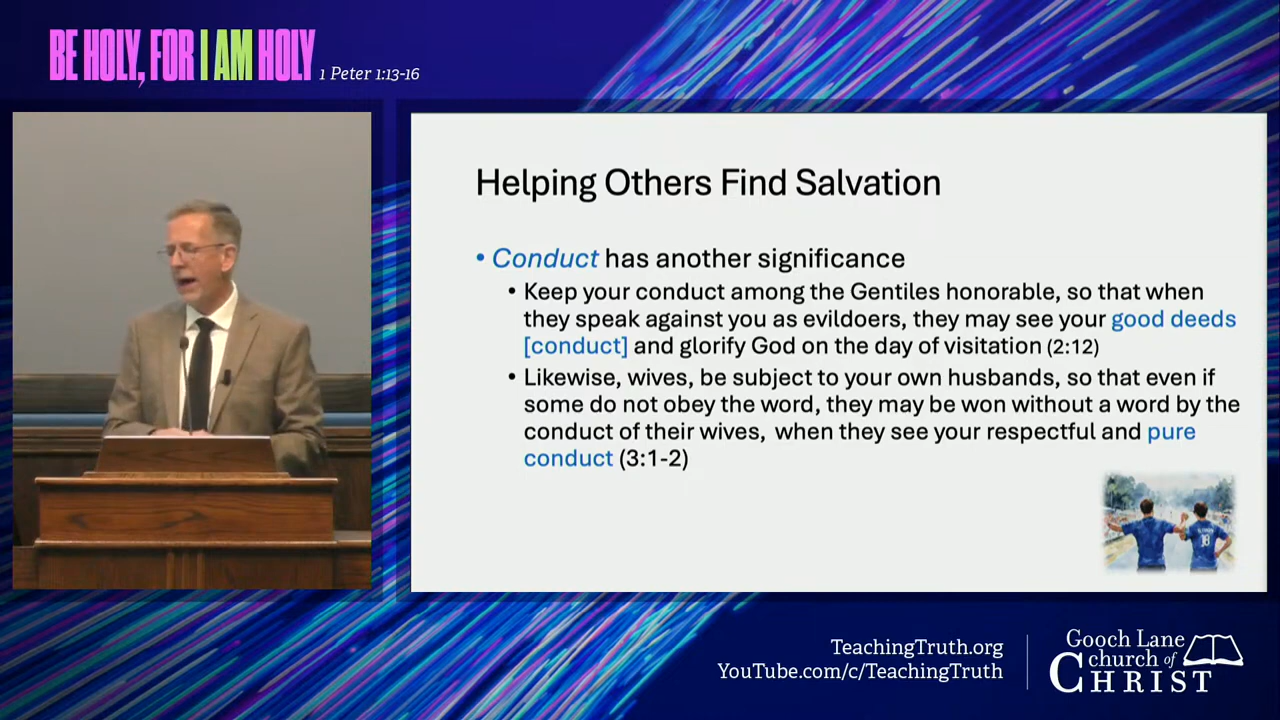 BE HOLY, FOR I AM HOLY 1 Peter 1:13-16
Helping Others Find Salvation
• Conduct has another significance
• Keep your conduct among the Gentiles honorable, so that when
they speak against you as evildoers, they may see your good deeds
[conduct] and glorify God on the day of visitation (2:12)
• Likewise, wives, be subject to your own husbands, so that even if
some do not obey the word, they may be won without a word by the
conduct of their wives, when they see your respectful and pure
conduct (3:1-2)
18
TeachingTruth.org
YouTube.com/c/TeachingTruth
Gooch Lane
church of
CHRIST